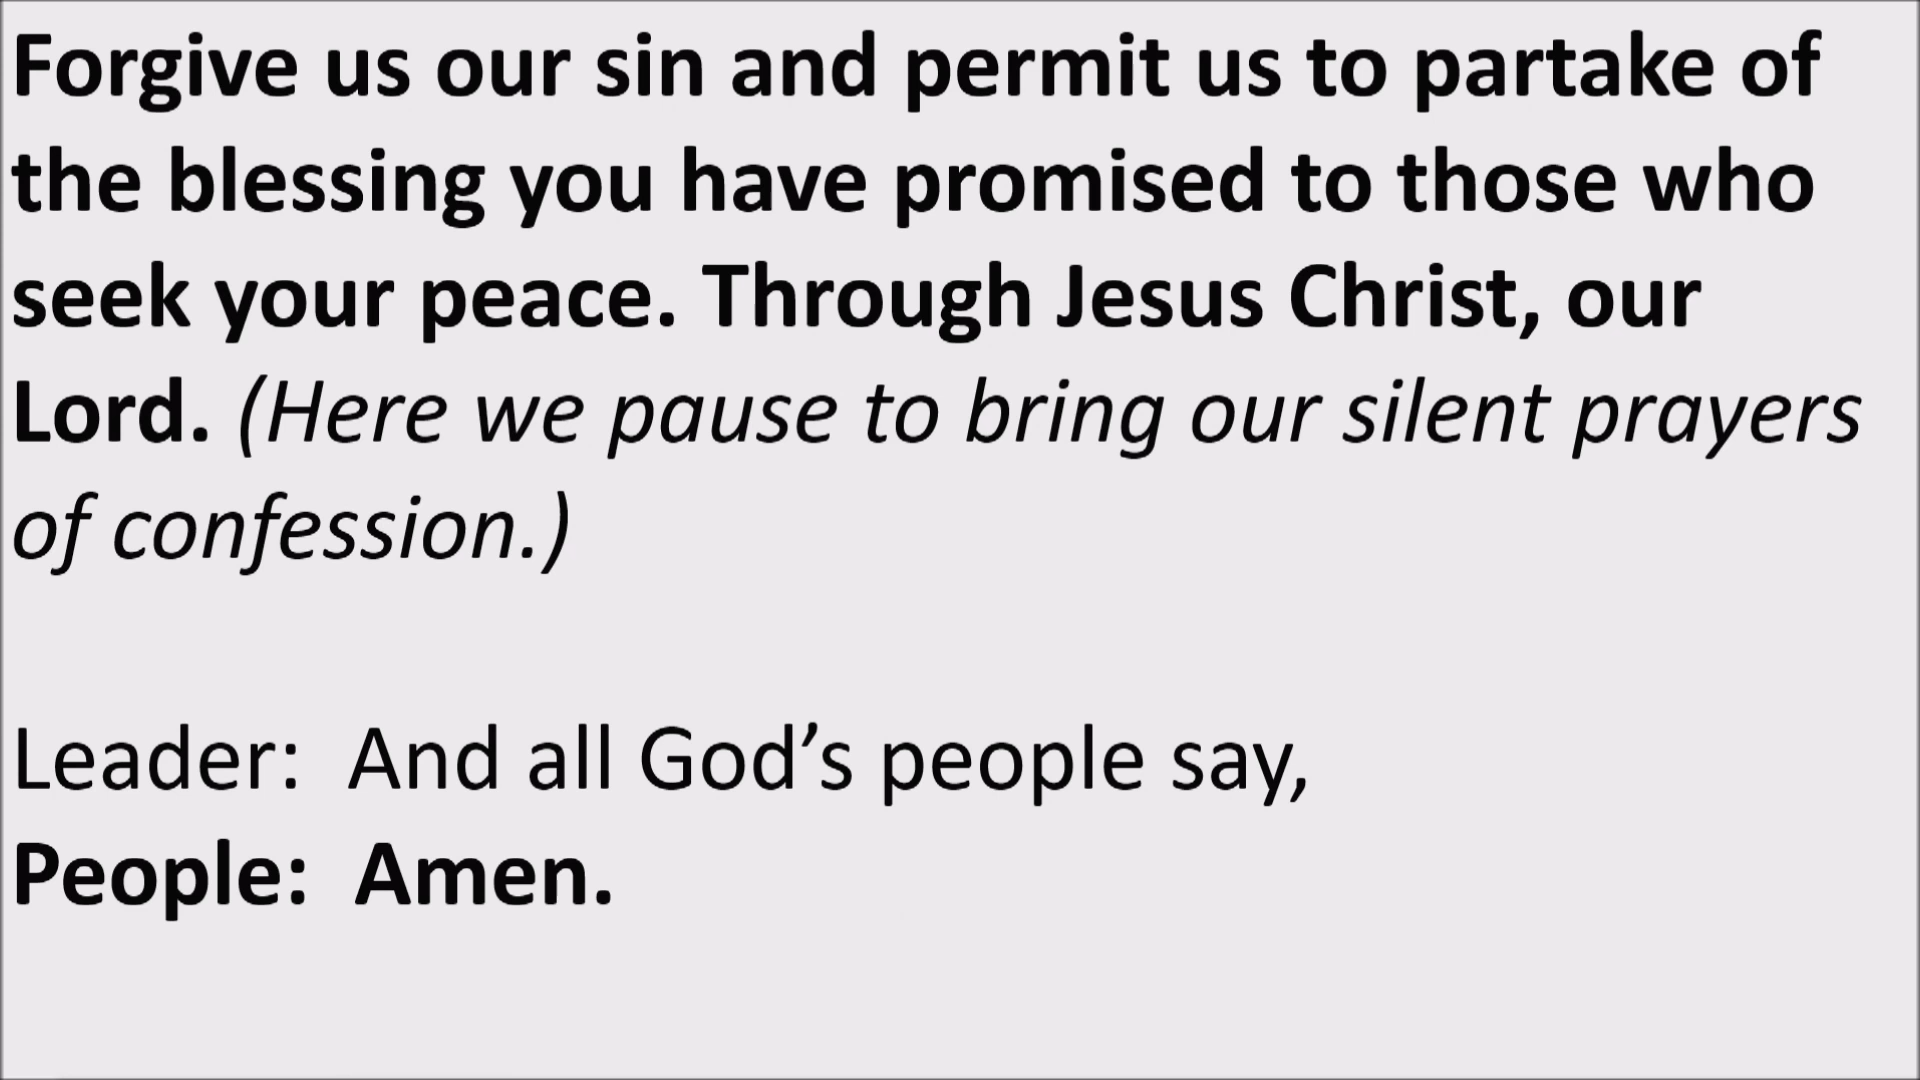 Forgive us our sin and permit us to partake of
the blessing you have promised to those who
seek your peace. Through Jesus Christ, our
Lord. (Here we pause to bring our silent prayers
of confession.)
Leader:  And all God’s people say,
People:  Amen.